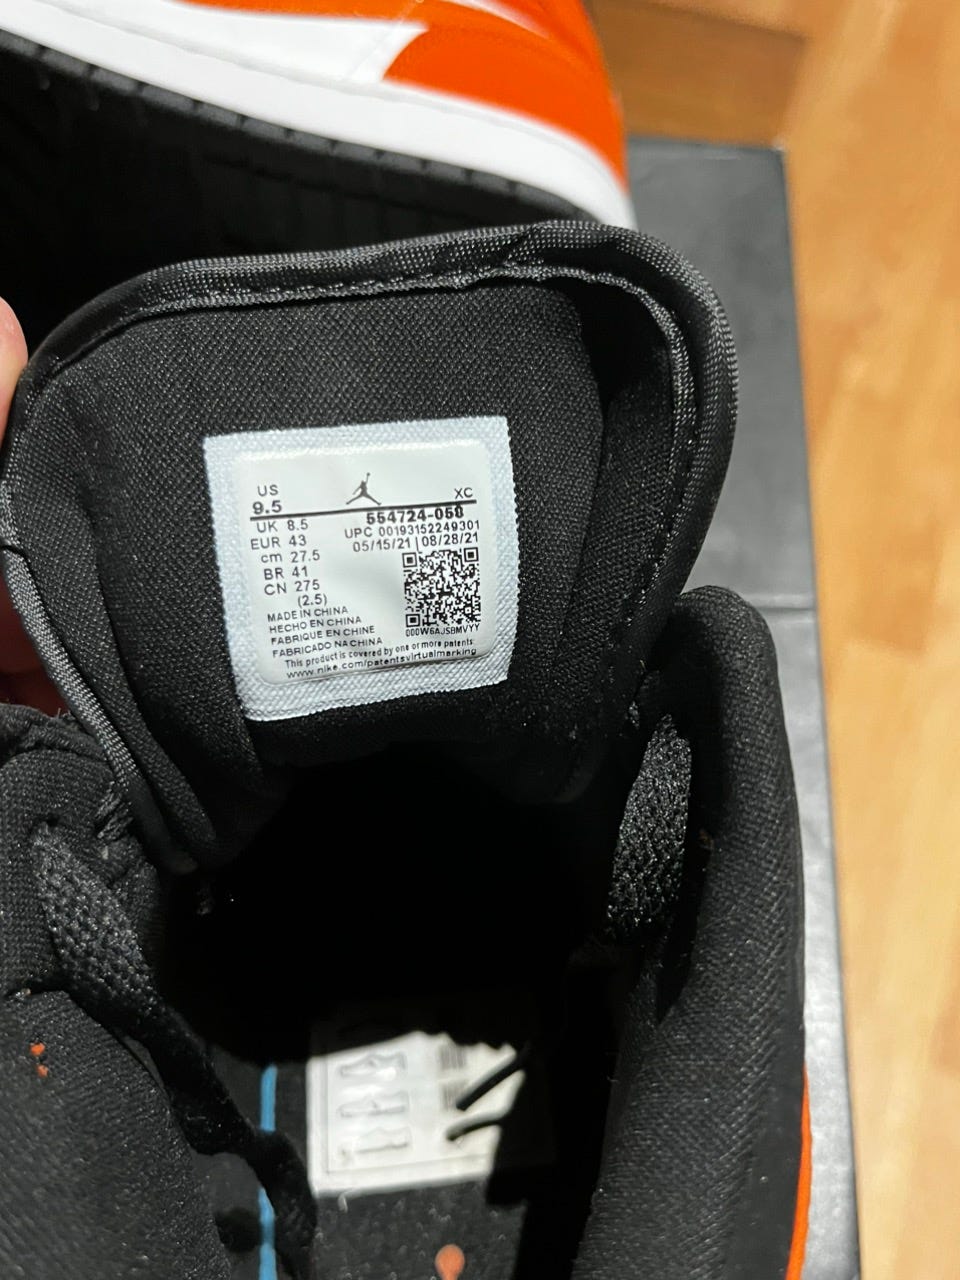 US
9.5
XC
UK 8.5
554724-058
EUR 43
UPC 00193152249301
cm 27.5
05/15/21 | 08/28/21
BR 41
CN 275
(2.5)
MADE IN CHINA
HECHO EN CHINA
FABRIQUE EN CHINE
FABRICADO NA CHINA
000W6AJSBMVYY
This product is covered by one or more patents:
www.nike.com/patentsvirtualmarking